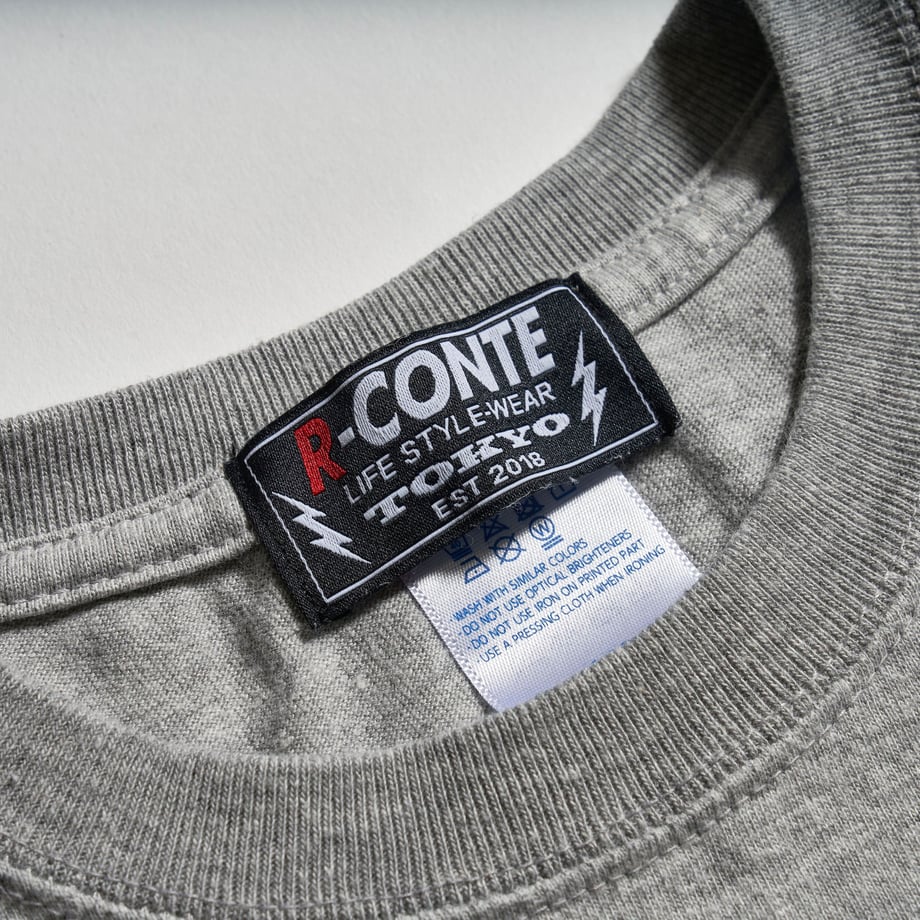 R-CONTE
LIFE STYLE-WEAR
TOKYO
EST 2018
W
WASH WITH SIMILAR COLORS
·DO NOT USE OPTICAL BRIGHTENERS
·DO NOT USE IRON ON PRINTED PART
·USE A PRESSING CLOTH WHEN IRONING